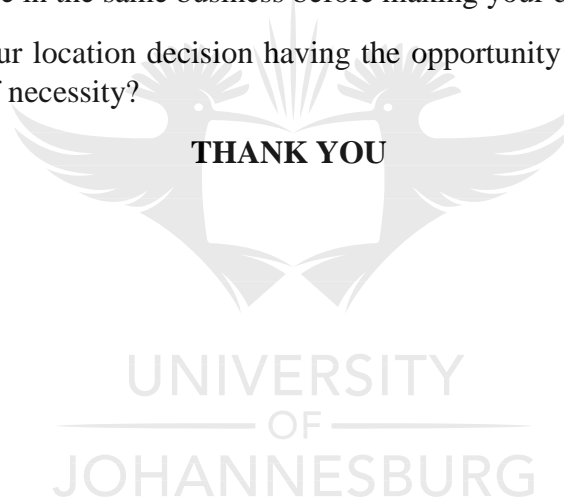 in the same business before making your
ur location decision having the opportunity
necessity?
THANK YOU
UNIVERSITY
OF
JOHANNESBURG